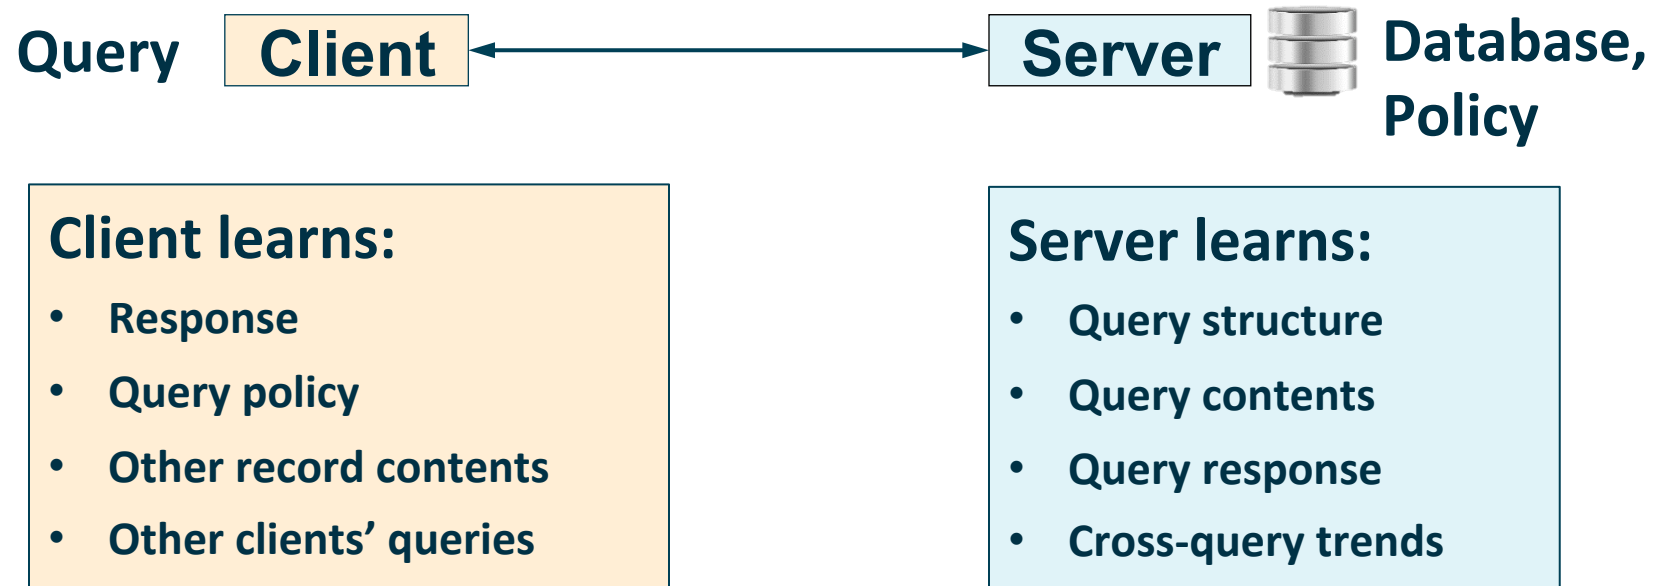 Query
Client
Server
Database,
Policy
Client learns:
• Response
• Query policy
• Other record contents
• Other clients’ queries
Server learns:
• Query structure
• Query contents
• Query response
• Cross-query trends